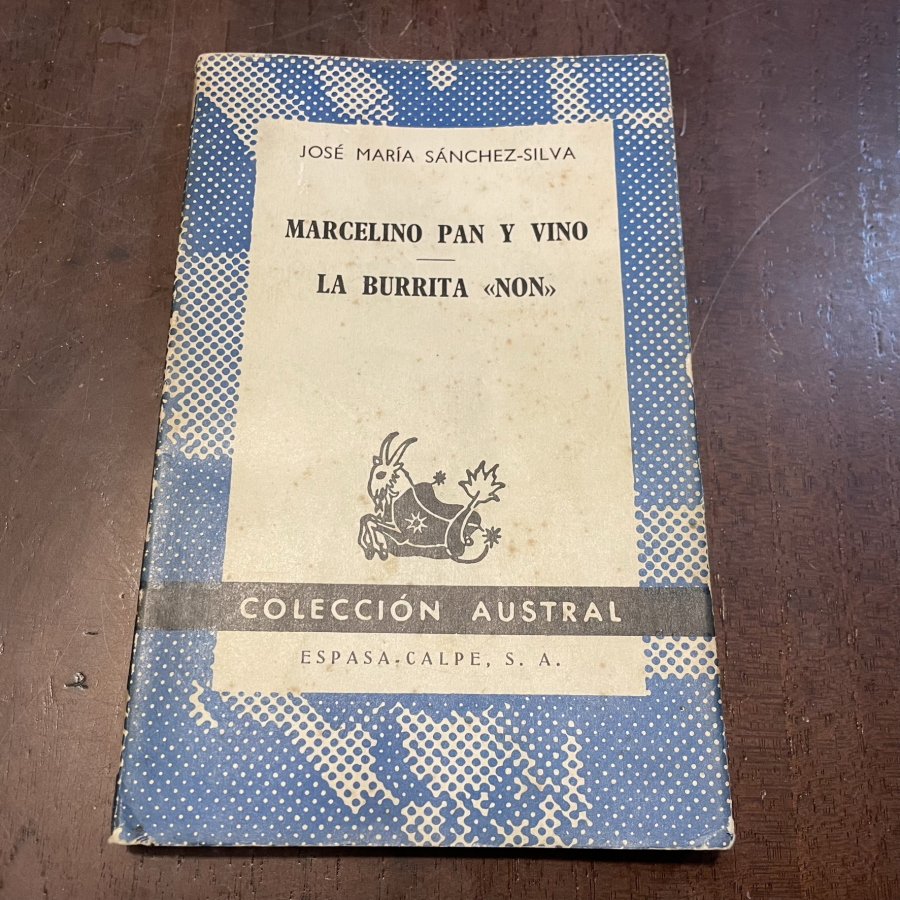 JOSÉ MARÍA SÁNCHEZ-SILVA
MARCELINO PAN Y VINO
LA BURRITA «NON»
COLECCIÓN AUSTRAL
ESPASA-CALPE, S. A.